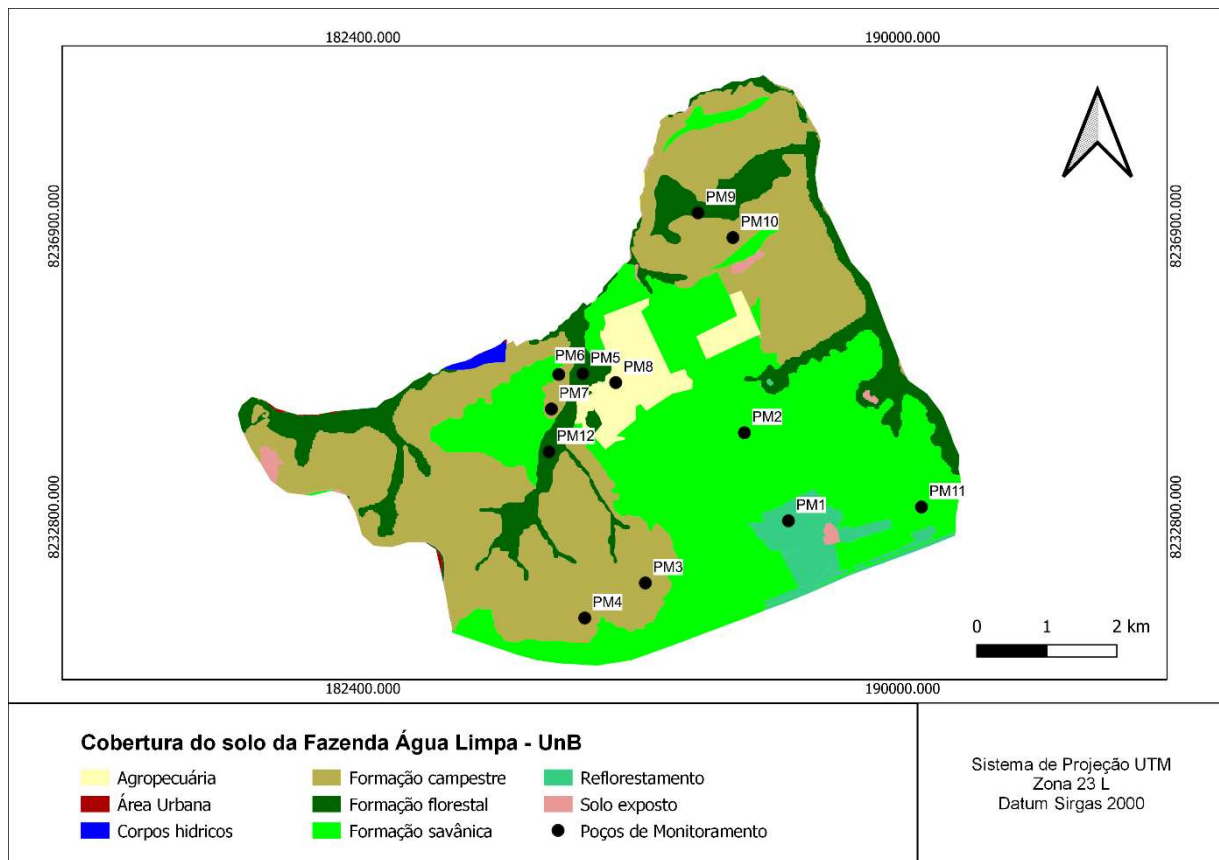 182400.000
190000.000
8236900.000
8236900.000
PM9
PM10
PM6
PM5
PM8
PM7
PM2
PM12
8232800.000
8232800.000
PM11
PM1
PM3
PM4
0 1 2 km
182400.000
190000.000
Cobertura do solo da Fazenda Água Limpa - UnB
Agropecuária
Área Urbana
Corpos hidricos
Formação campestre
Formação florestal
Formação savânica
Reflorestamento
Solo exposto
Poços de Monitoramento
Sistema de Projeção UTM
Zona 23 L
Datum Sirgas 2000